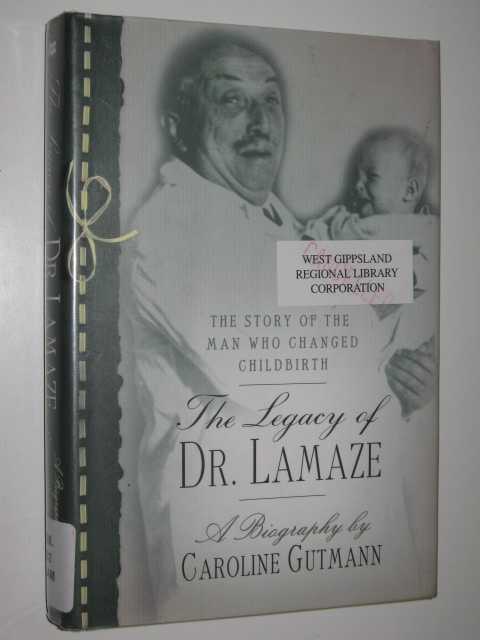 WEST GIPPSLAND
REGIONAL LIBRARY
CORPORATION
THE STORY OF THE
MAN WHO CHANGED
CHILDBIRTH
The Legacy of
DR. LAMAZE
A Biography by
CAROLINE GUTMANN
DR. LAMAZE